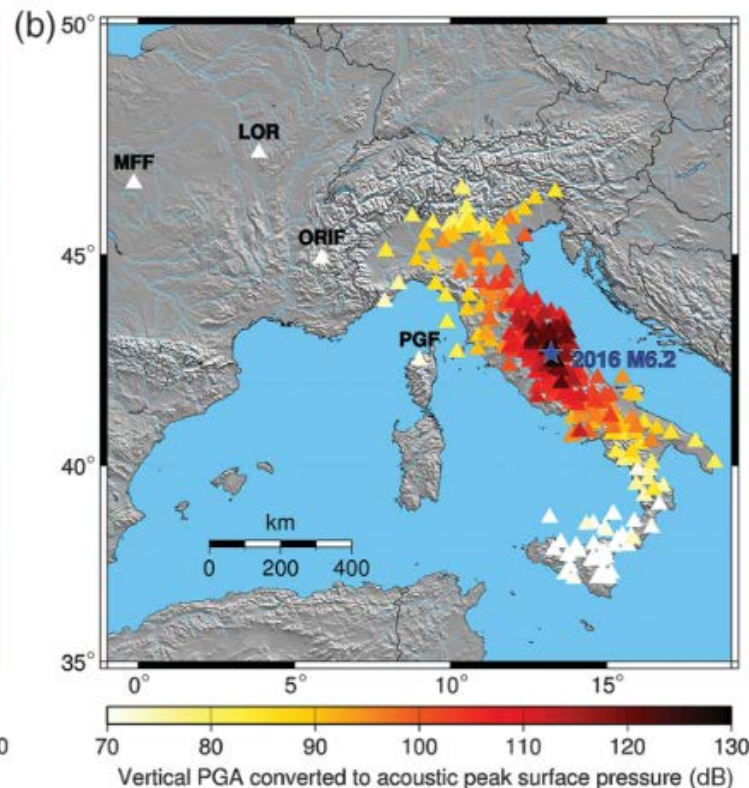 (b)
50°
LOR
MFF
ORIF
45°
PGF
2016 M6.2
40°
km
0 200 400
35°
0° 5° 10° 15°
0
70 80 90 100 110 120 130
Vertical PGA converted to acoustic peak surface pressure (dB)